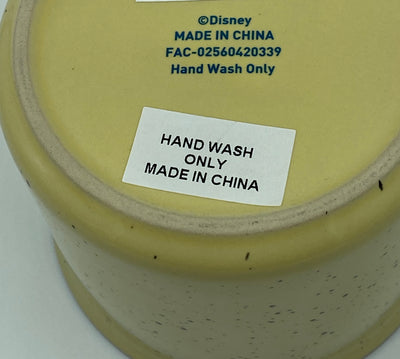 ©Disney
MADE IN CHINA
FAC-02560420339
Hand Wash Only
HAND WASH
ONLY
MADE IN CHINA